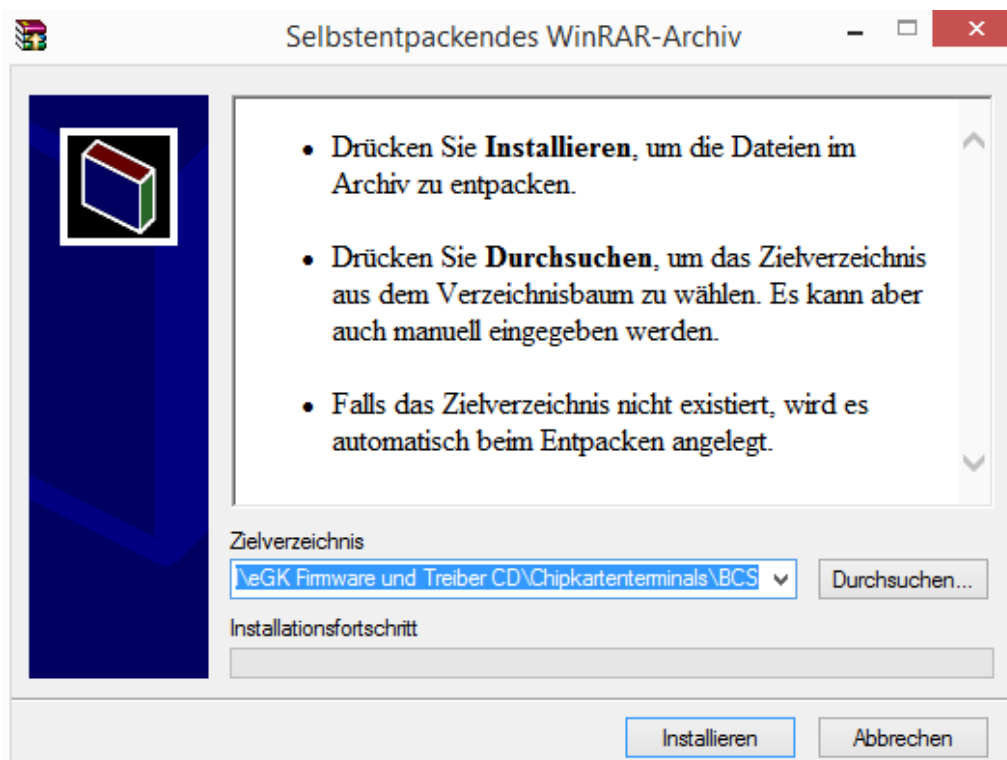 Selbstentpackendes WinRAR-Archiv
• Drücken Sie Installieren, um die Dateien im
Archiv zu entpacken.
• Drücken Sie Durchsuchen, um das Zielverzeichnis
aus dem Verzeichnisbaum zu wählen. Es kann aber
auch manuell eingegeben werden.
• Falls das Zielverzeichnis nicht existiert, wird es
automatisch beim Entpacken angelegt.
Zielverzeichnis
\eGK Firmware und Treiber CD\Chipkartenterminals\BCS
Durchsuchen...
Installationsfortschritt
Installieren
Abbrechen